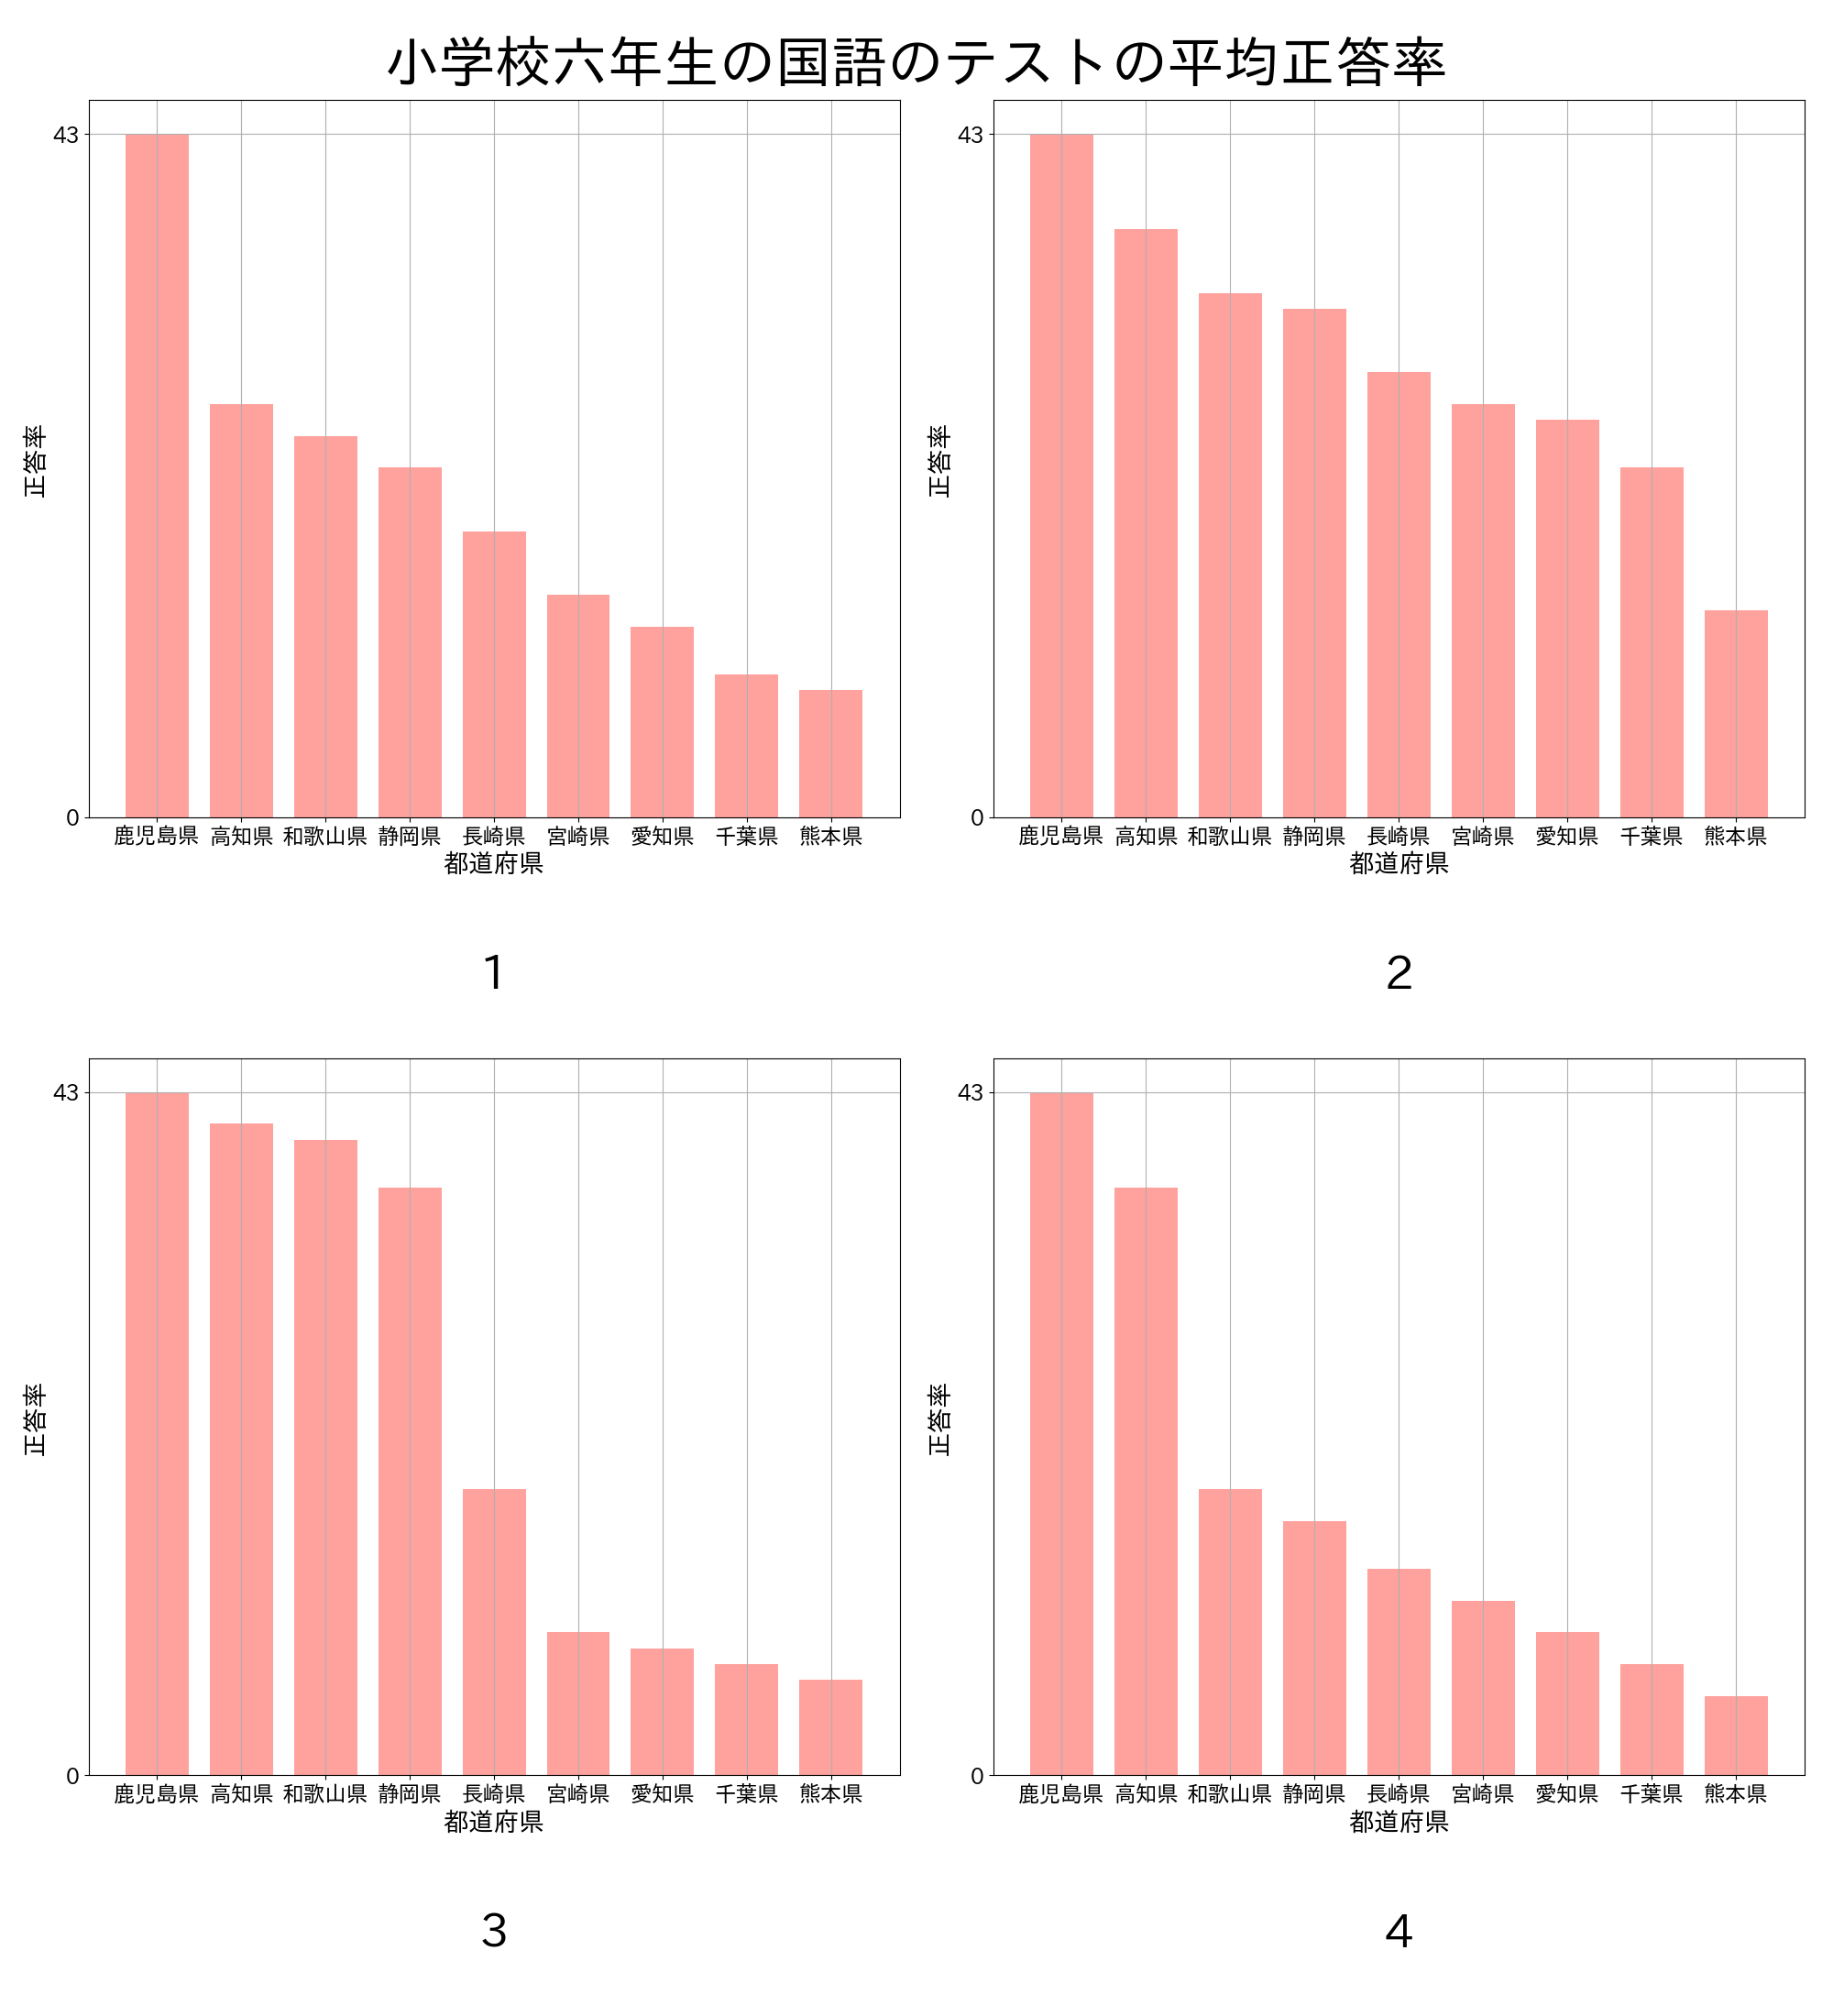 小学校六年生の国語のテストの平均正答率
43
0
正答率
鹿児島県 高知県 和歌山県 静岡県 長崎県 宮崎県 愛知県 千葉県 熊本県
都道府県
1
43
0
正答率
鹿児島県 高知県 和歌山県 静岡県 長崎県 宮崎県 愛知県 千葉県 熊本県
都道府県
2
43
0
正答率
鹿児島県 高知県 和歌山県 静岡県 長崎県 宮崎県 愛知県 千葉県 熊本県
都道府県
3
43
0
正答率
鹿児島県 高知県 和歌山県 静岡県 長崎県 宮崎県 愛知県 千葉県 熊本県
都道府県
4